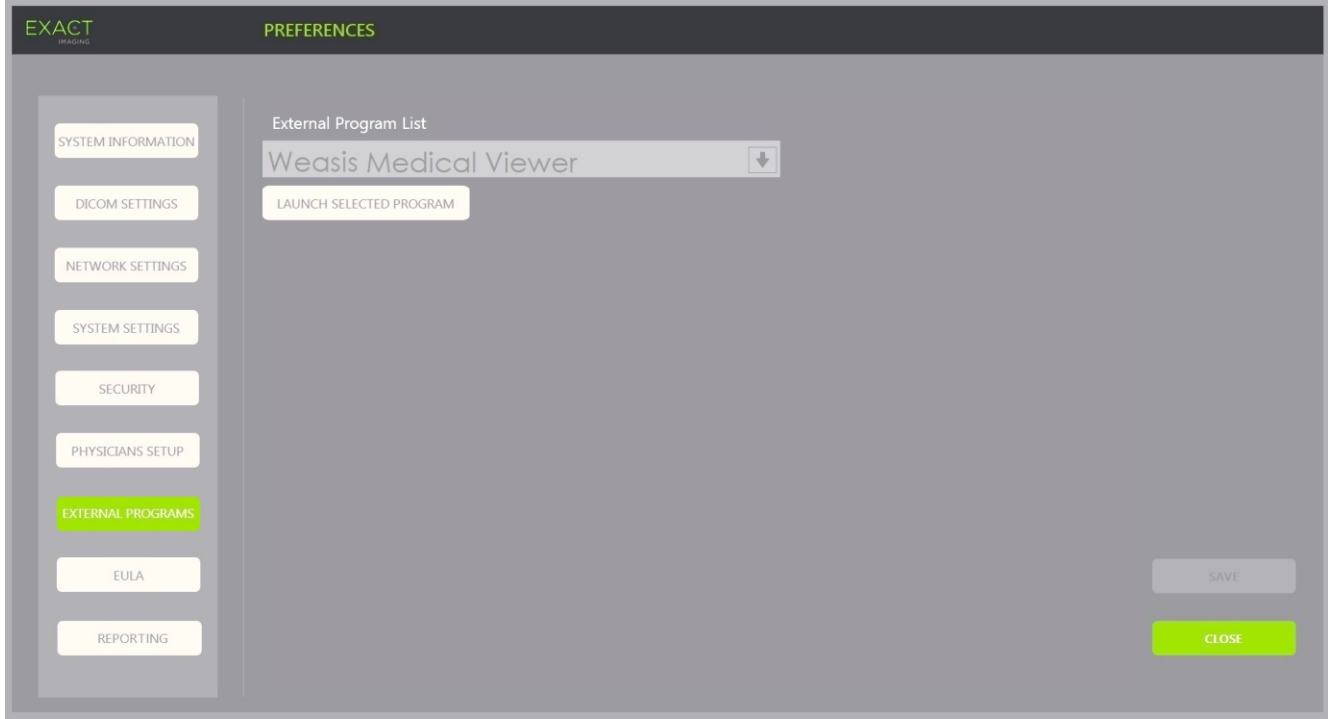 EXACT
IMAGING
PREFERENCES
SYSTEM INFORMATION
DICOM SETTINGS
NETWORK SETTINGS
SYSTEM SETTINGS
SECURITY
PHYSICIANS SETUP
EXTERNAL PROGRAMS
EULA
REPORTING
External Program List
Weasis Medical Viewer
LAUNCH SELECTED PROGRAM
SAVE
CLOSE